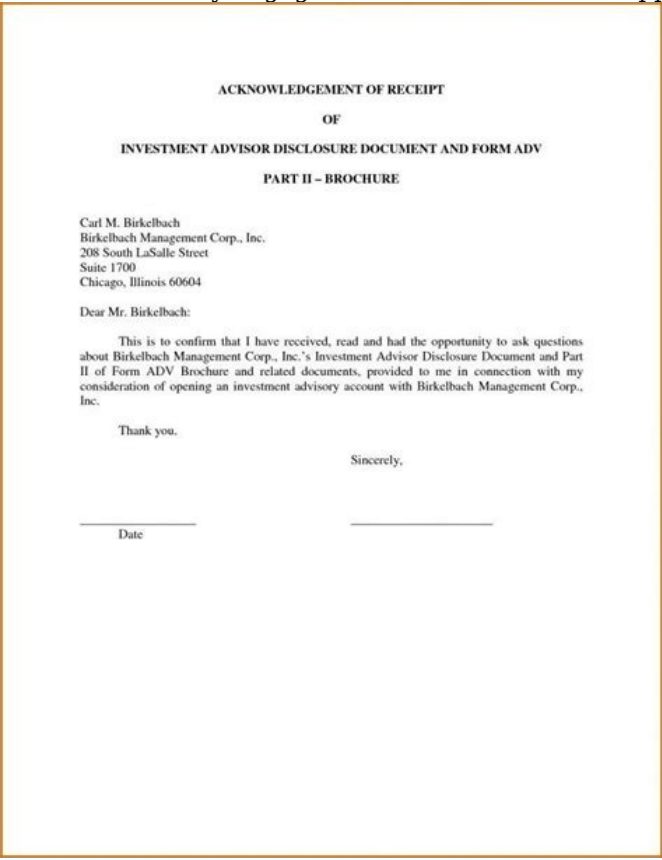 ACKNOWLEDGEMENT OF RECEIPT
OF
INVESTMENT ADVISOR DISCLOSURE DOCUMENT AND FORM ADV
PART II – BROCHURE
Carl M. Birkelbach
Birkelbach Management Corp., Inc.
208 South LaSalle Street
Suite 1700
Chicago, Illinois 60604
Dear Mr. Birkelbach:
This is to confirm that I have received, read and had the opportunity to ask questions
about Birkelbach Management Corp., Inc.'s Investment Advisor Disclosure Document and Part
II of Form ADV Brochure and related documents, provided to me in connection with my
consideration of opening an investment advisory account with Birkelbach Management Corp.,
Inc.
Thank you.
Sincerely,
Date